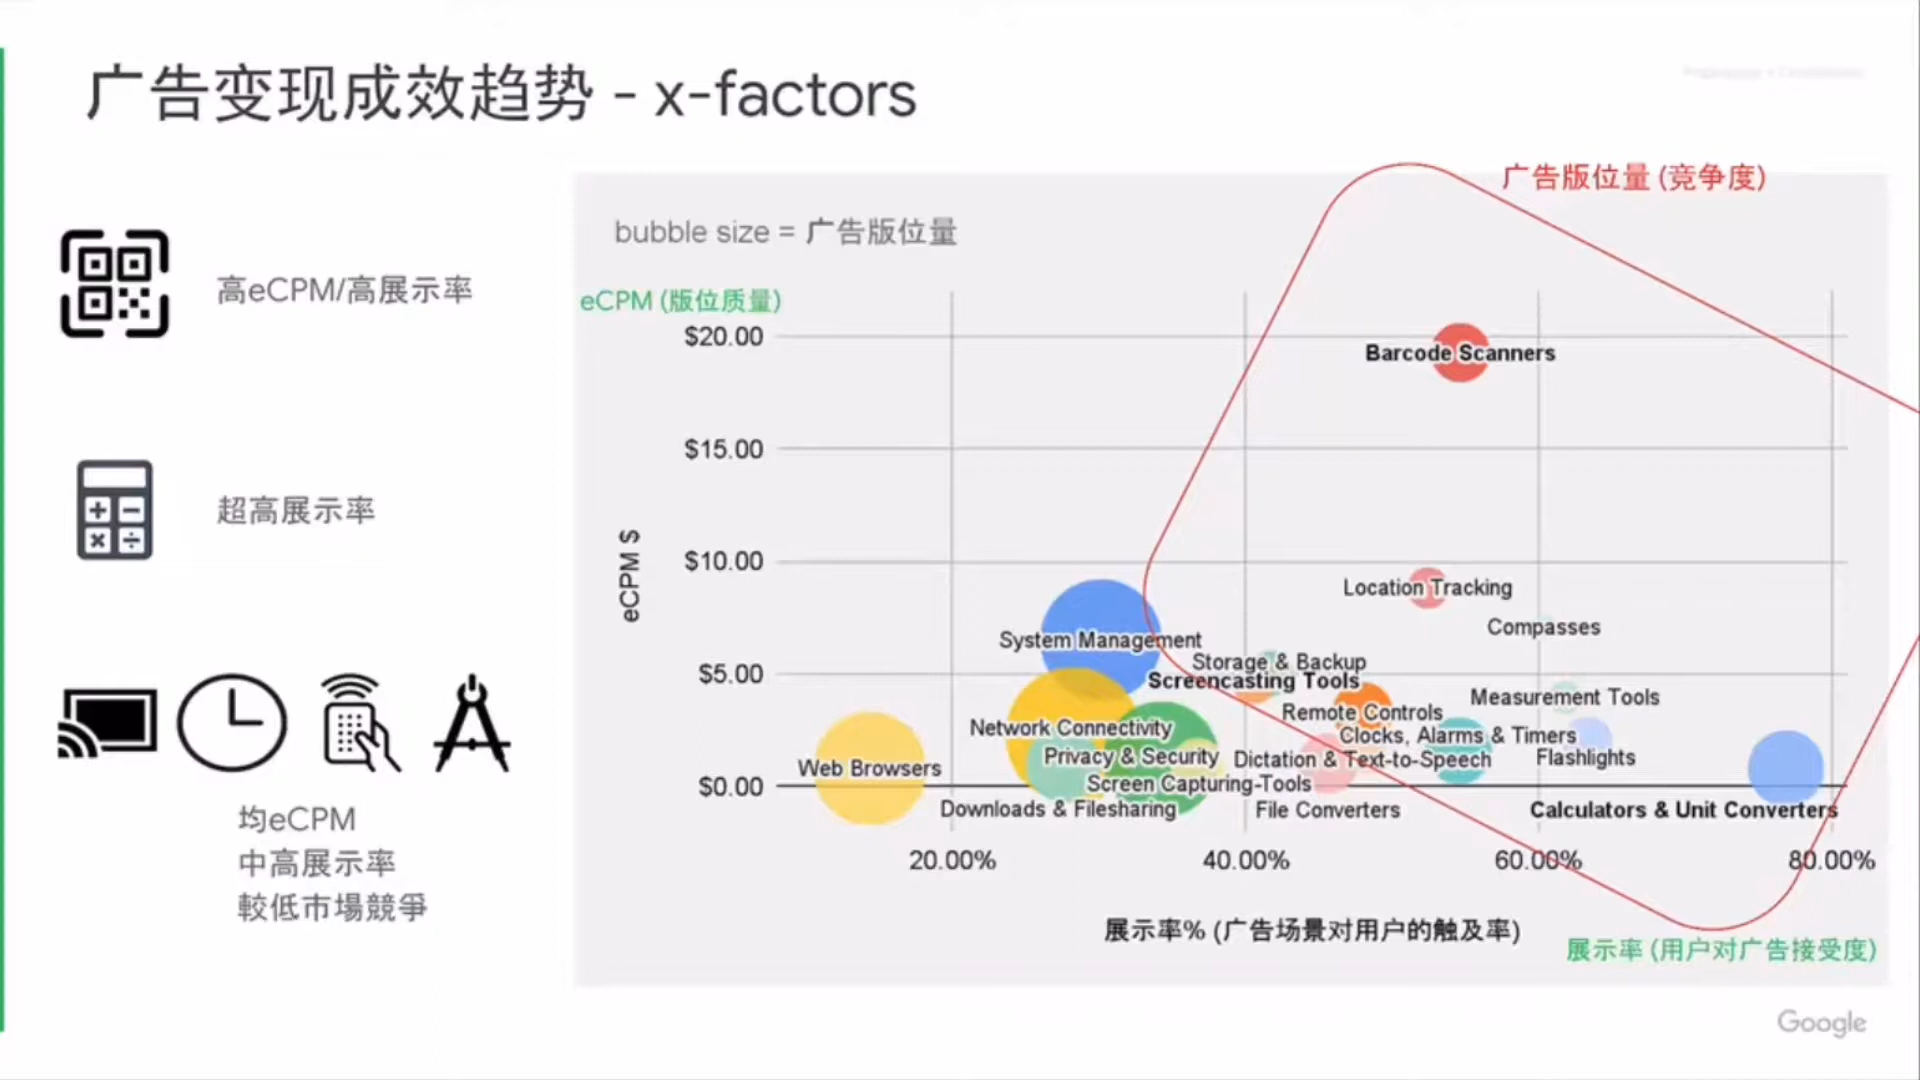 广告变现成效趋势 - x-factors
高eCPM/高展示率
超高展示率
均eCPM
中高展示率
較低市場競爭
广告版位量 (竞争度)
bubble size = 广告版位量
eCPM (版位质量)
$20.00
$15.00
$10.00
$5.00
$0.00
eCPM $
Barcode Scanners
Location Tracking
Compasses
System Management
Storage & Backup
Screencasting Tools
Measurement Tools
Remote Controls
Network Connectivity
Clocks, Alarms & Timers
Privacy & Security
Dictation & Text-to-Speech
Flashlights
Web Browsers
Screen Capturing-Tools
Downloads & Filesharing
File Converters
Calculators & Unit Converters
20.00%
40.00%
60.00%
80.00%
展示率% (广告场景对用户的触及率)
展示率 (用户对广告接受度)
Google